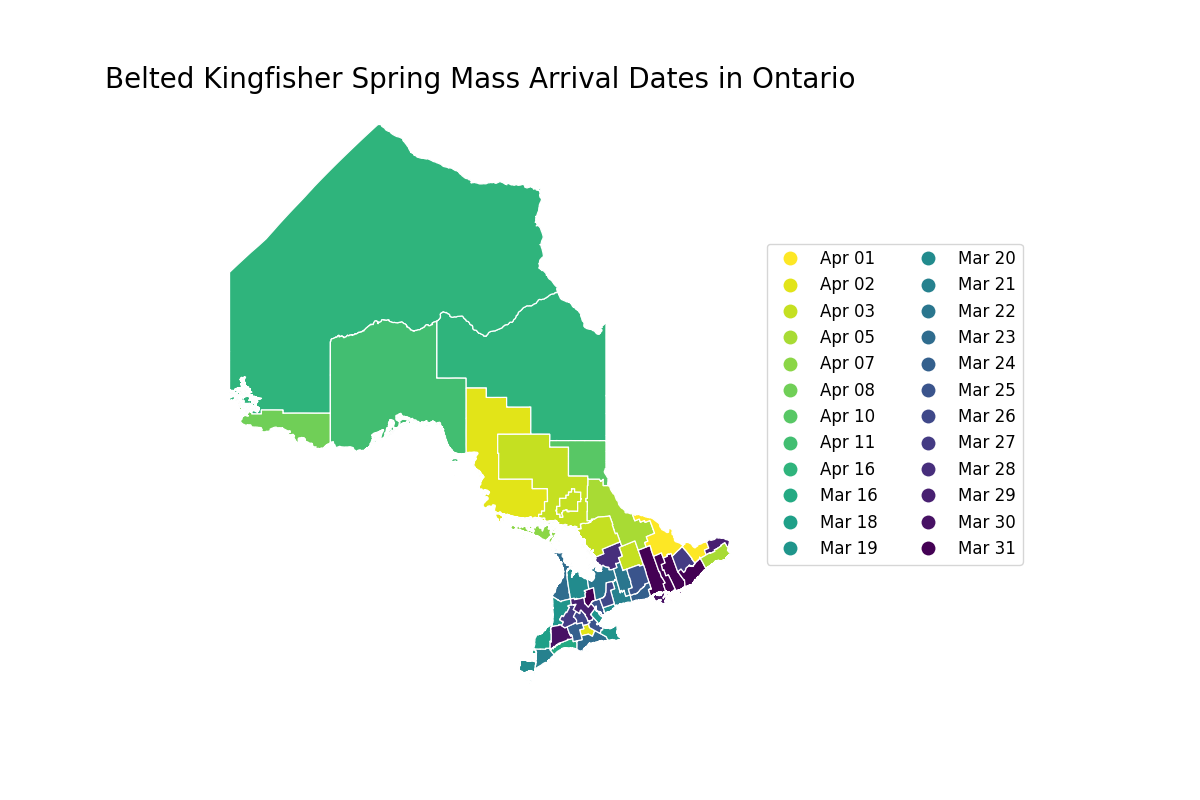 Belted Kingfisher Spring Mass Arrival Dates in Ontario
Apr 01
Apr 02
Apr 03
Apr 05
Apr 07
Apr 08
Apr 10
Apr 11
Apr 16
Mar 16
Mar 18
Mar 19
Mar 20
Mar 21
Mar 22
Mar 23
Mar 24
Mar 25
Mar 26
Mar 27
Mar 28
Mar 29
Mar 30
Mar 31